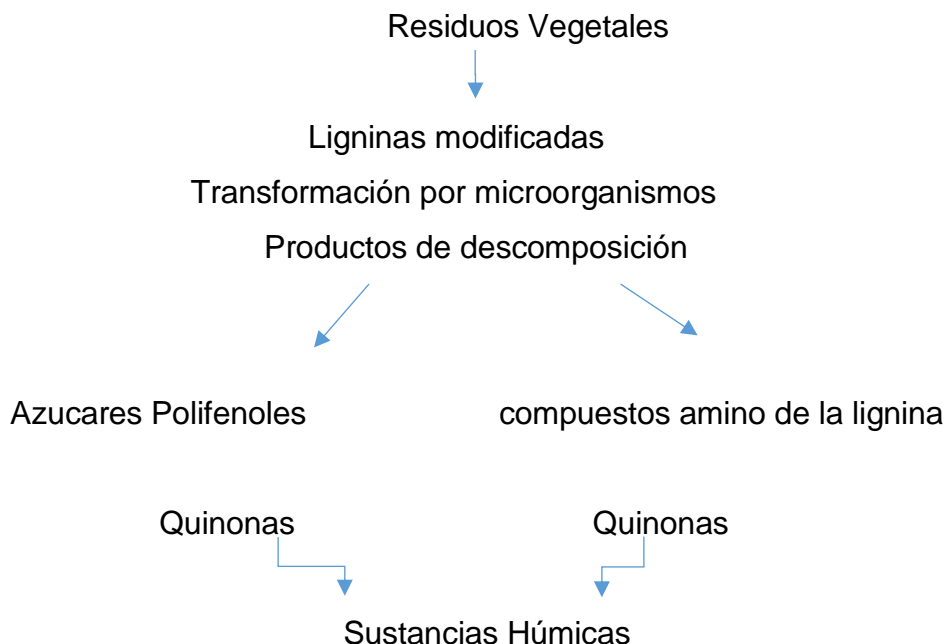 Residuos Vegetales
Ligninas modificadas
Transformación por microorganismos
Productos de descomposición
Azucares Polifenoles compuestos amino de la lignina
Quinonas Quinonas
Sustancias Húmicas